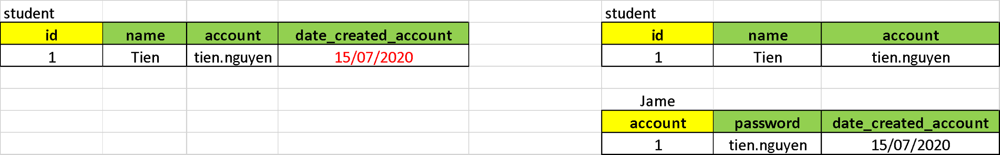 student
id name account date_created_account
1 Tien tien.nguyen 15/07/2020
student
id name account
1 Tien tien.nguyen
Jame
account password date_created_account
1 tien.nguyen 15/07/2020